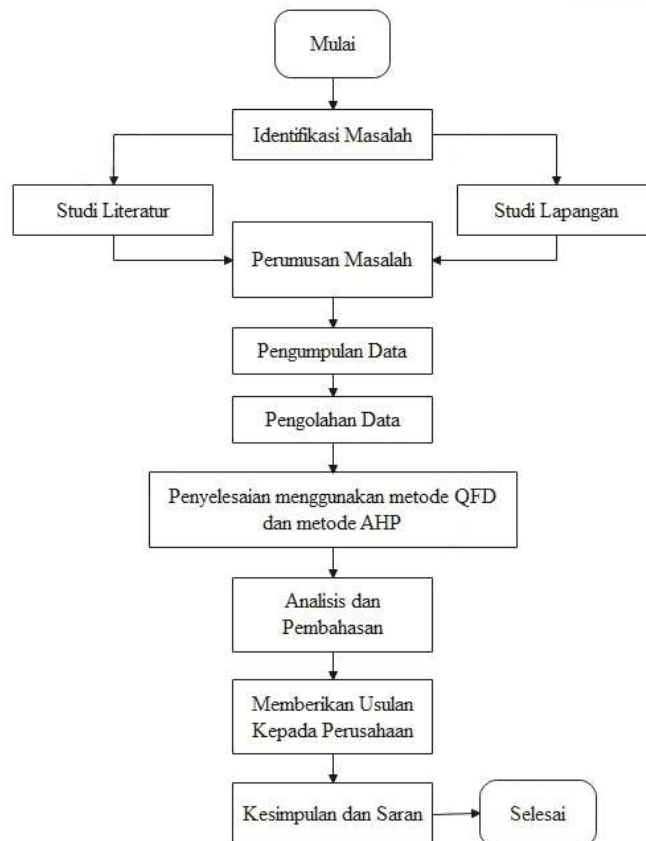 Mulai
Identifikasi Masalah
Studi Literatur
Studi Lapangan
Perumusan Masalah
Pengumpulan Data
Pengolahan Data
Penyelesaian menggunakan metode QFD
dan metode AHP
Analisis dan
Pembahasan
Memberikan Usulan
Kepada Perusahaan
Kesimpulan dan Saran
Selesai